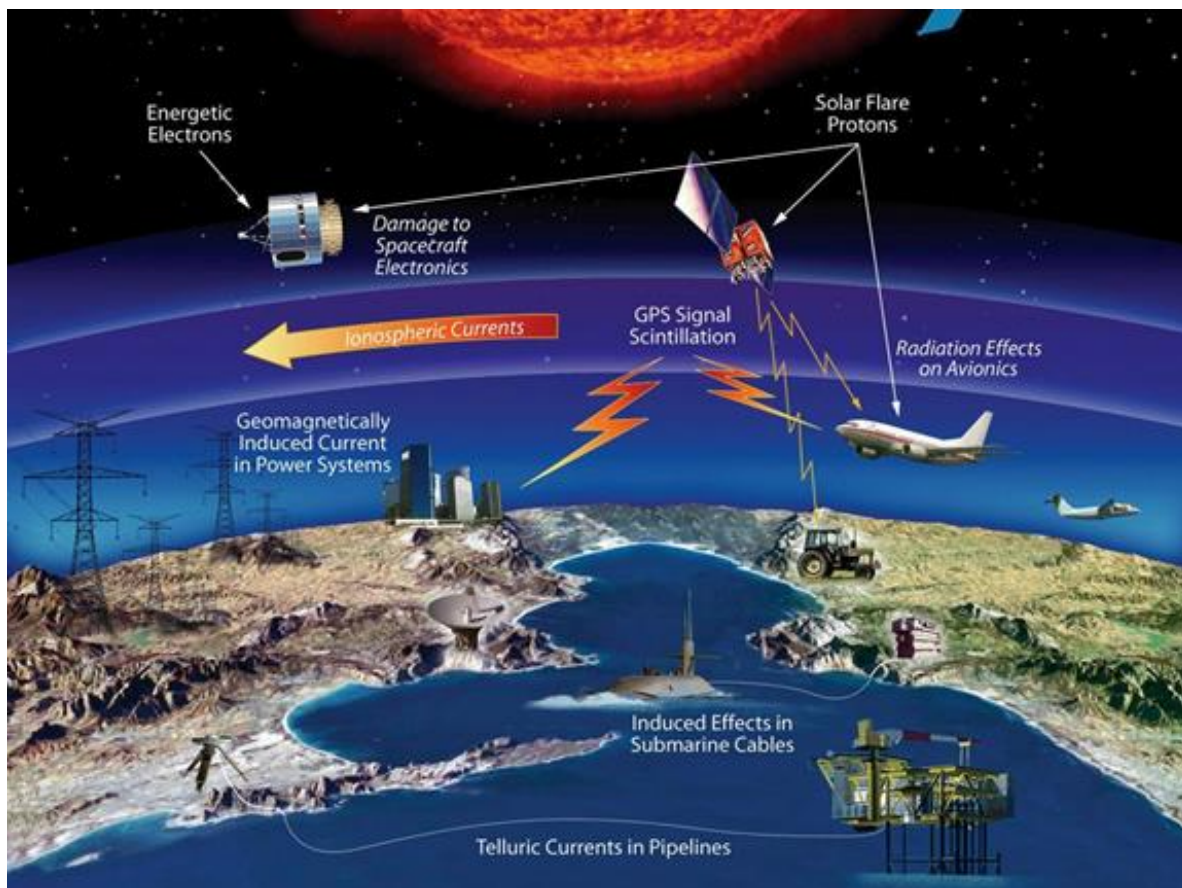 Energetic
Electrons
Solar Flare
Protons
Damage to
Spacecraft
Electronics
Ionospheric Currents
GPS Signal
Scintillation
Radiation Effects
on Avionics
Geomagnetically
Induced Current
in Power Systems
Induced Effects in
Submarine Cables
Telluric Currents in Pipelines